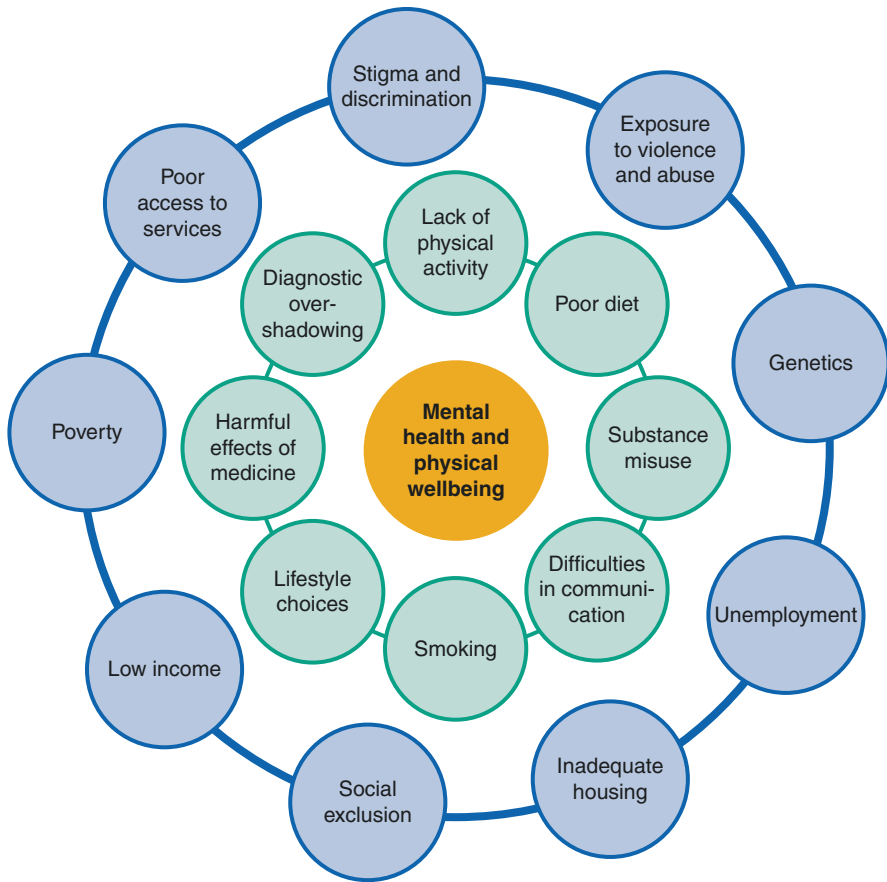 Stigma and
discrimination
Exposure
to violence
and abuse
Genetics
Unemployment
Inadequate
housing
Social
exclusion
Low income
Poverty
Poor
access to
services
Lack of
physical
activity
Poor diet
Substance
misuse
Difficulties
in communi-
cation
Smoking
Lifestyle
choices
Harmful
effects of
medicine
Diagnostic
over-
shadowing
Mental
health and
physical
wellbeing